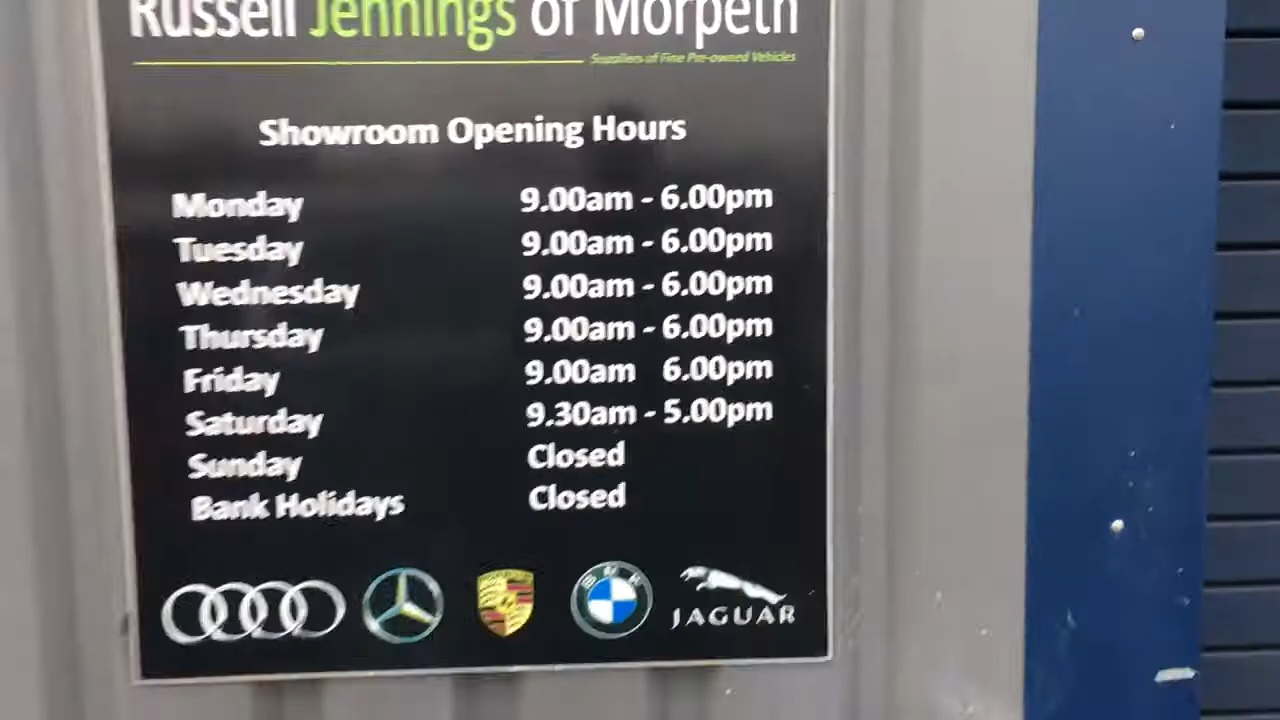 Russell Jennings of Morpeth
Suppliers of Fine Pre-owned Vehicles
Showroom Opening Hours
Monday 9.00am - 6.00pm
Tuesday 9.00am - 6.00pm
Wednesday 9.00am - 6.00pm
Thursday 9.00am - 6.00pm
Friday 9.00am 6.00pm
Saturday 9.30am - 5.00pm
Sunday Closed
Bank Holidays Closed
BMW
JAGUAR